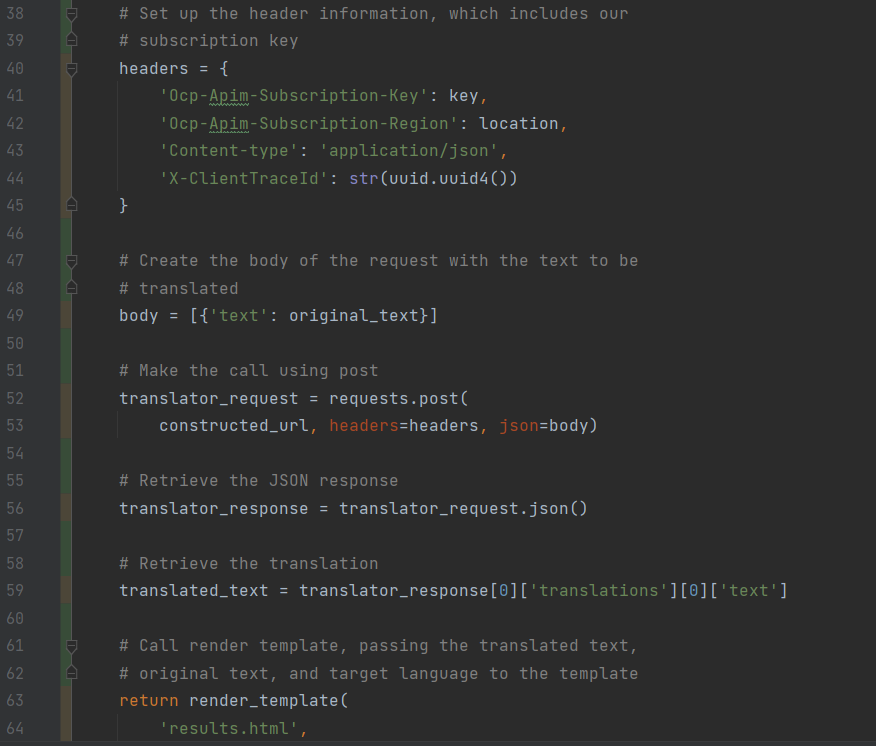 38 # Set up the header information, which includes our
39 # subscription key
40 headers = {
41 'Ocp-Apim-Subscription-Key': key,
42 'Ocp-Apim-Subscription-Region': location,
43 'Content-type': 'application/json',
44 'X-ClientTraceId': str(uuid.uuid4())
45 }
46
47 # Create the body of the request with the text to be
48 # translated
49 body = [{'text': original_text}]
50
51 # Make the call using post
52 translator_request = requests.post(
53 constructed_url, headers=headers, json=body)
54
55 # Retrieve the JSON response
56 translator_response = translator_request.json()
57
58 # Retrieve the translation
59 translated_text = translator_response[0]['translations'][0]['text']
60
61 # Call render template, passing the translated text,
62 # original text, and target language to the template
63 return render_template(
64 'results.html',